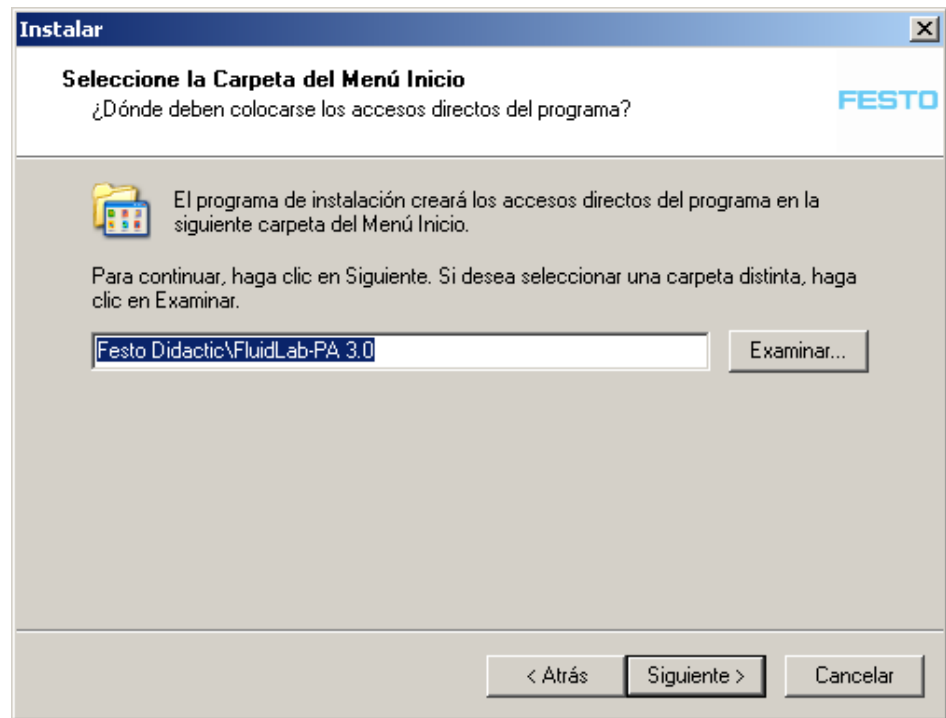 Instalar
Seleccione la Carpeta del Menú Inicio
¿Dónde deben colocarse los accesos directos del programa?
FESTO
El programa de instalación creará los accesos directos del programa en la
siguiente carpeta del Menú Inicio.
Para continuar, haga clic en Siguiente. Si desea seleccionar una carpeta distinta, haga
clic en Examinar.
Festo Didactic\FluidLab-PA 3.0
Examinar...
< Atrás
Siguiente >
Cancelar